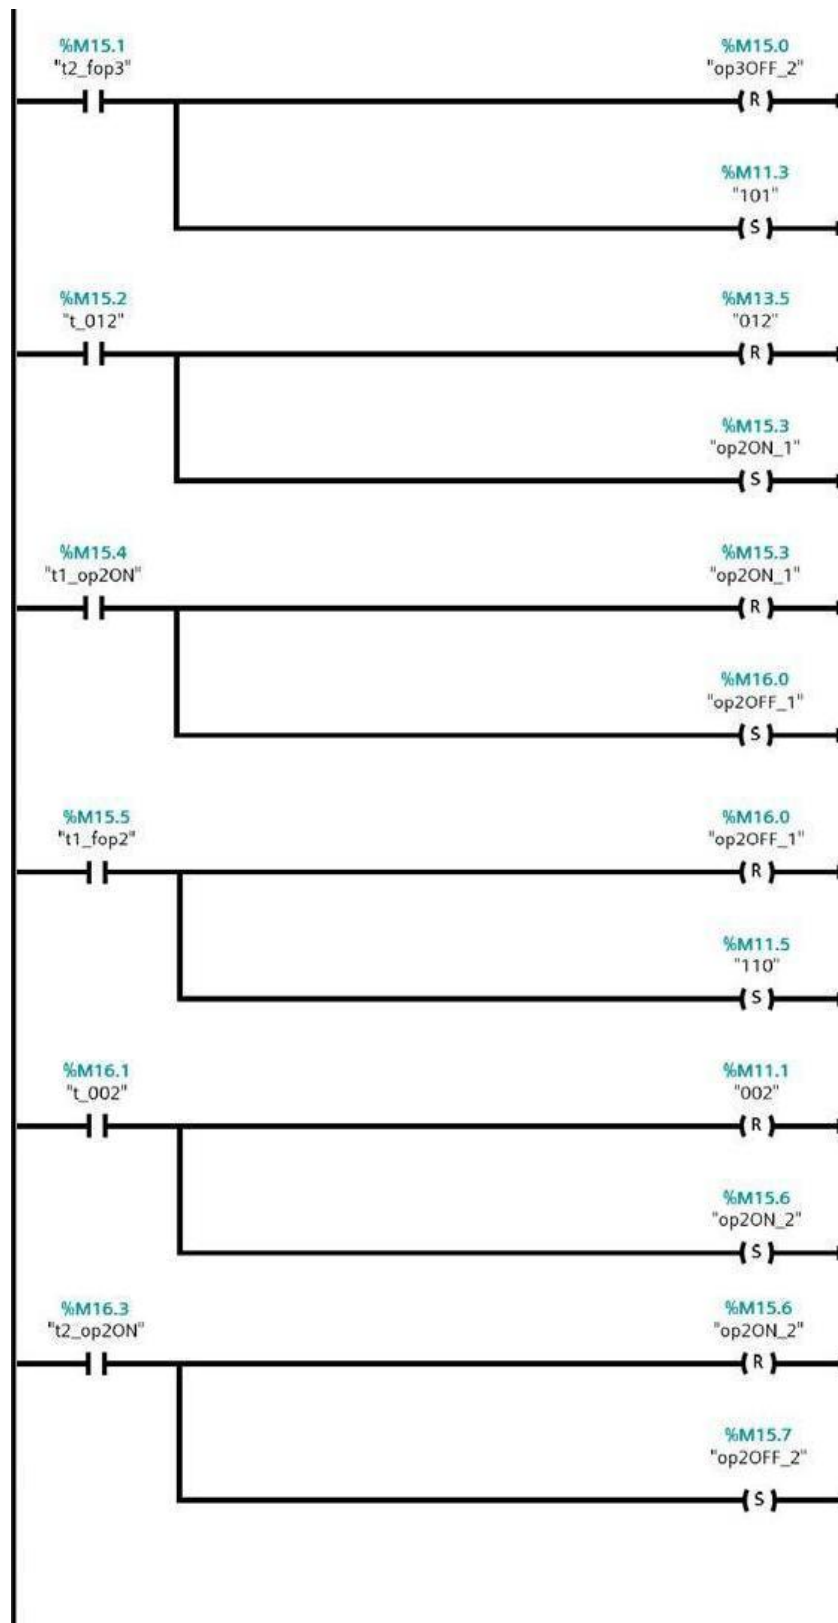 %M15.1 %M15.0
"t2_fop3" "op3OFF_2"
R
%M11.3
"101"
S
%M15.2 %M13.5
"t_012" "012"
R
%M15.3
"op2ON_1"
S
%M15.4 %M15.3
"t1_op2ON" "op2ON_1"
R
%M16.0
"op2OFF_1"
S
%M15.5 %M16.0
"t1_fop2" "op2OFF_1"
R
%M11.5
"110"
S
%M16.1 %M11.1
"t_002" "002"
R
%M15.6
"op2ON_2"
S
%M16.3 %M15.6
"t2_op2ON" "op2ON_2"
R
%M15.7
"op2OFF_2"
S